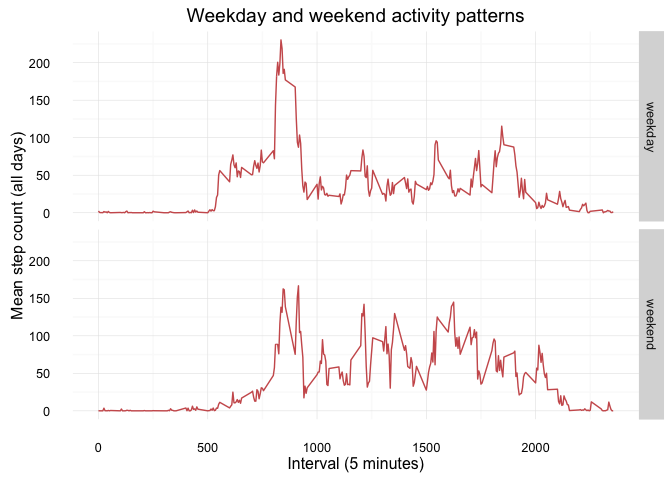 Weekday and weekend activity patterns
Mean step count (all days)
200
150
100
50
0
weekday
200
150
100
50
0
weekend
0 500 1000 1500 2000
Interval (5 minutes)